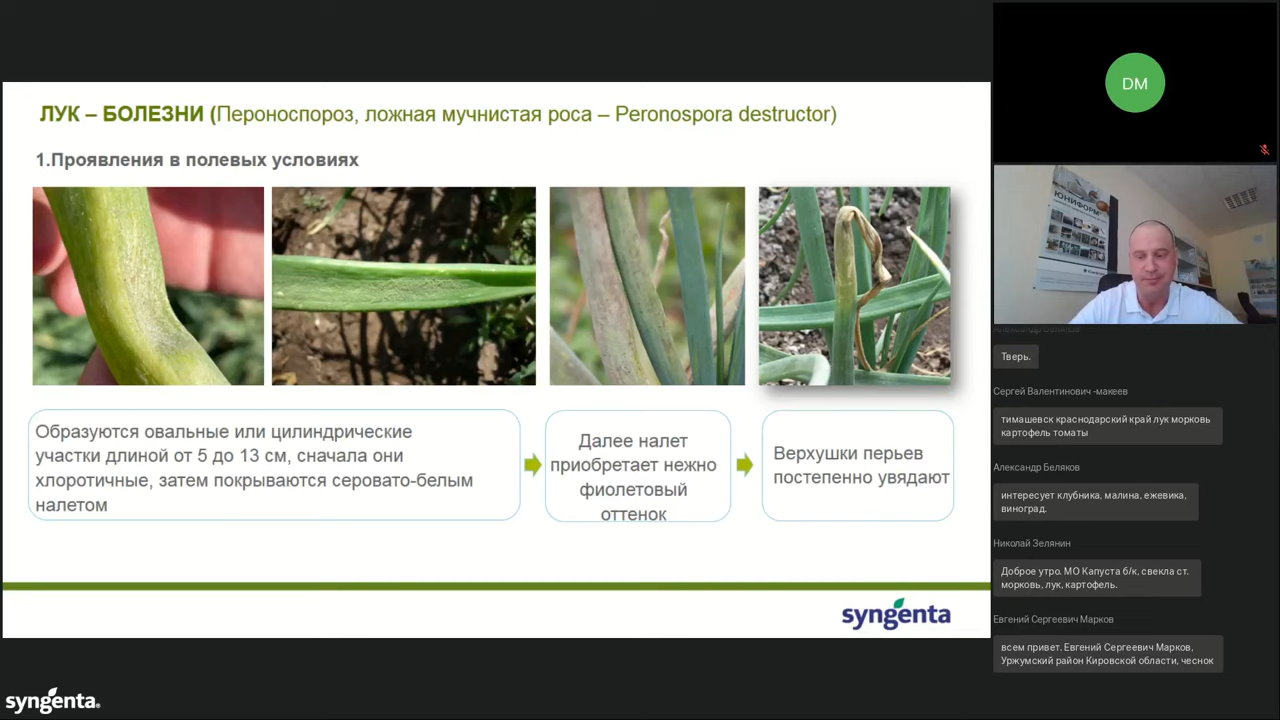 ЛУК – БОЛЕЗНИ (Пероноспороз, ложная мучнистая роса – Peronospora destructor)
1.Проявления в полевых условиях
Образуются овальные или цилиндрические
участки длиной от 5 до 13 см, сначала они
хлоротичные, затем покрываются серовато-белым
налетом
Далее налет
приобретает нежно
фиолетовый
оттенок
Верхушки перьев
постепенно увядают
syngenta
syngenta.
DM
ЮНИФОРМ
Александр Беляков
Тверь.
Сергей Валентинович -макеев
тимашевск краснодарский край лук морковь
картофель томаты
Александр Беляков
интересует клубника, малина, ежевика,
виноград.
Николай Зелянин
Доброе утро. МО Капуста б/к, свекла ст.
морковь, лук, картофель.
Евгений Сергеевич Марков
всем привет. Евгений Сергеевич Марков,
Уржумский район Кировской области, чеснок